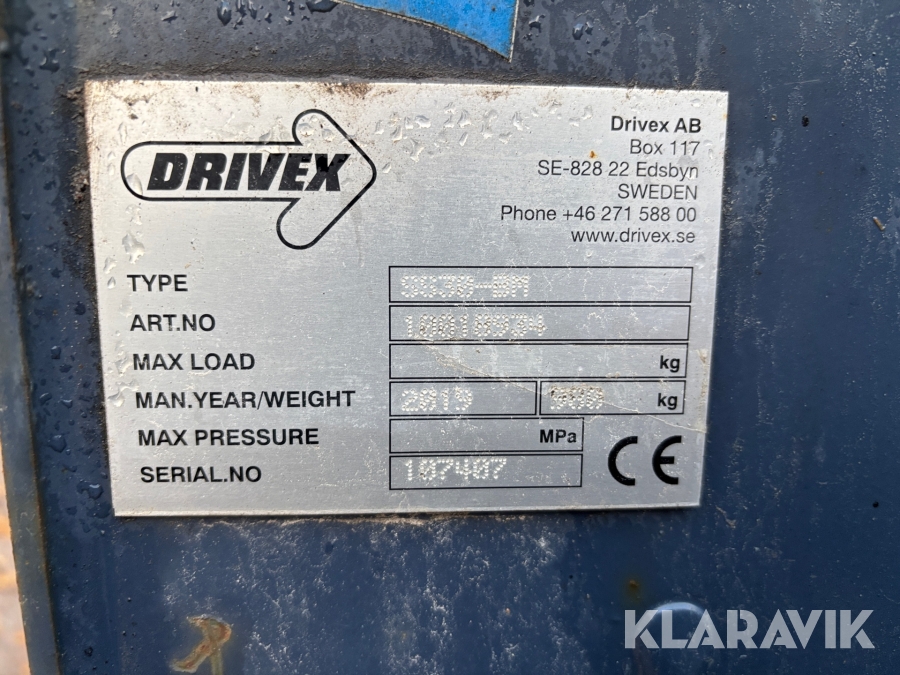 DRIVEX
Drivex AB
Box 117
SE-828 22 Edsbyn
SWEDEN
Phone +46 271 588 00
www.drivex.se
TYPE
ART.NO
MAX LOAD kg
MAN.YEAR/WEIGHT 2019 kg
MAX PRESSURE MPa
SERIAL.NO 107407
CE
KLARAVIK